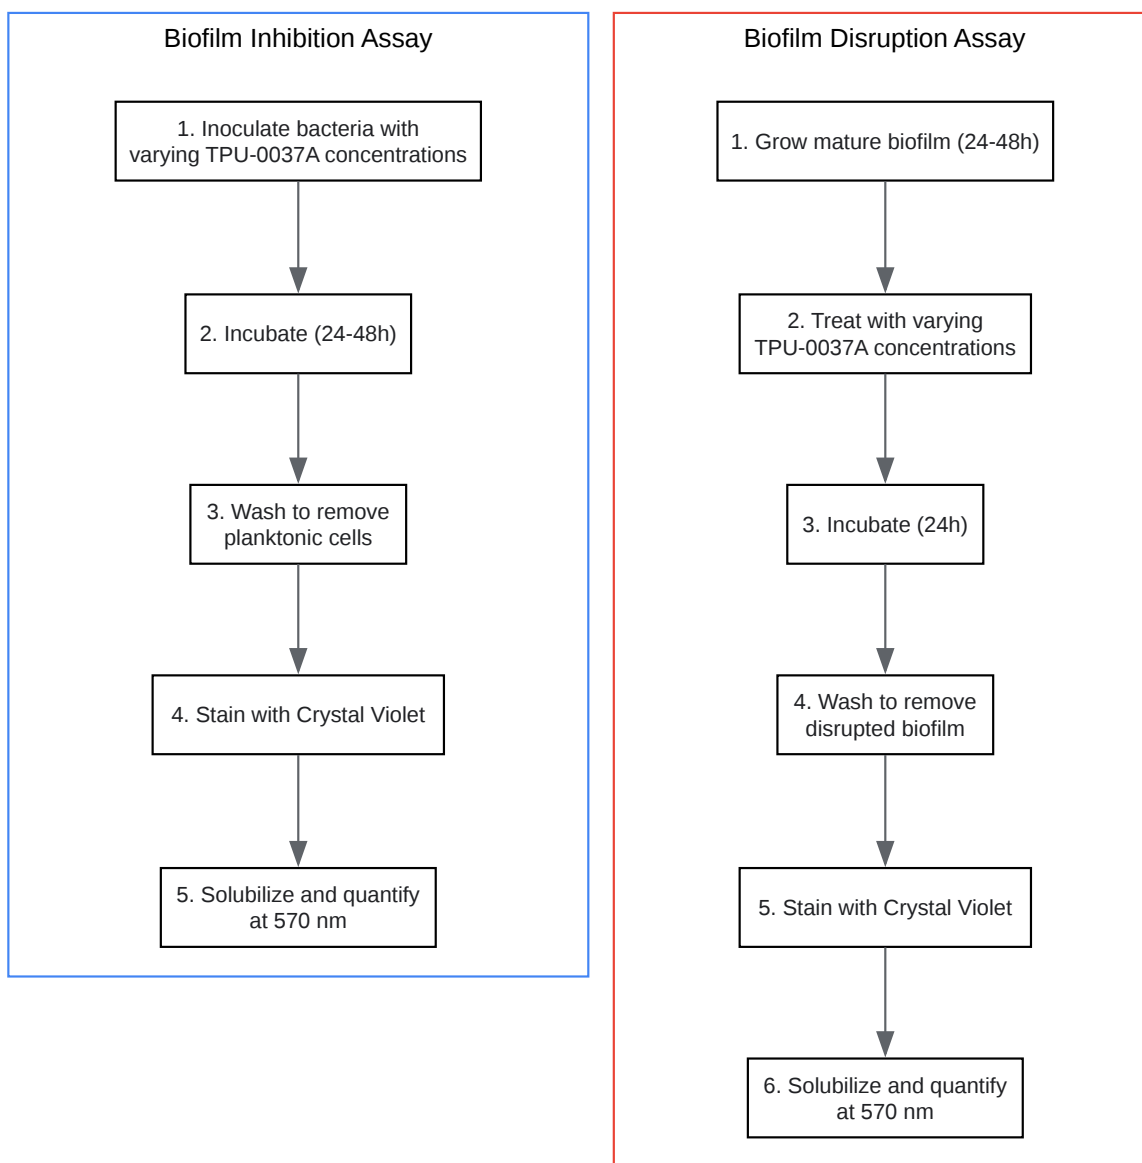 Biofilm Inhibition Assay
1. Inoculate bacteria with
varying TPU-0037A concentrations
2. Incubate (24-48h)
3. Wash to remove
planktonic cells
4. Stain with Crystal Violet
5. Solubilize and quantify
at 570 nm
Biofilm Disruption Assay
1. Grow mature biofilm (24-48h)
2. Treat with varying
TPU-0037A concentrations
3. Incubate (24h)
4. Wash to remove
disrupted biofilm
5. Stain with Crystal Violet
6. Solubilize and quantify
at 570 nm